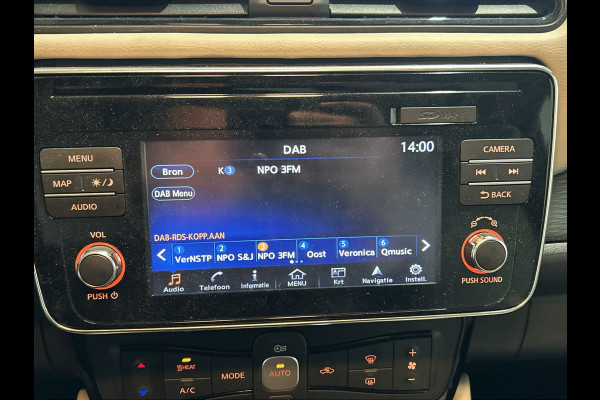 SD MAP
DAB 14:00
MENU
CAMERA
Bron K 3 NPO 3FM
MAP
DAB Menu
BACK
AUDIO
DAB-RDS-KOPP.AAN
VOL
1 VerNSTP 2 NPO S&J 3 NPO 3FM 4 Oost 5 Veronica 6 Qmusic
PUSH
PUSH SOUND
Audio Telefoon Informatie MENU Krt Navigatie Instell.
HEAT
MODE
AUTO
A/C